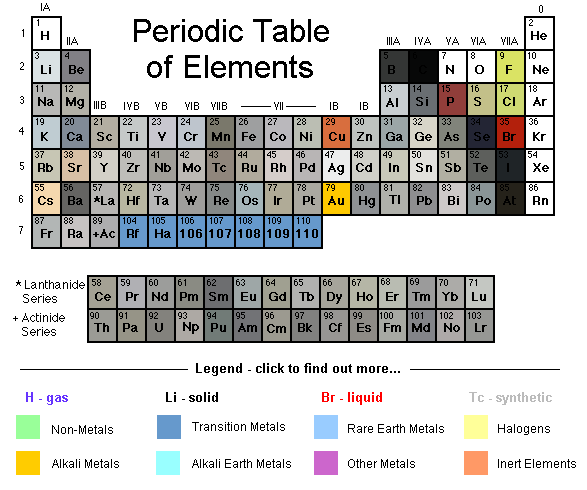 IA 0
1 1 H Periodic Table 2 He
IIA of Elements IIIA IVA VA VIA VIIA
2 3 Li 4 Be 5 B 6 C 7 N 8 O 9 F 10 Ne
3 11 Na 12 Mg IIIB IVB VB VIB VIIB VII IB IB 13 Al 14 Si 15 P 16 S 17 Cl 18 Ar
4 19 K 20 Ca 21 Sc 22 Ti 23 V 24 Cr 25 Mn 26 Fe 27 Co 28 Ni 29 Cu 30 Zn 31 Ga 32 Ge 33 As 34 Se 35 Br 36 Kr
5 37 Rb 38 Sr 39 Y 40 Zr 41 Nb 42 Mo 43 Tc 44 Ru 45 Rh 46 Pd 47 Ag 48 Cd 49 In 50 Sn 51 Sb 52 Te 53 I 54 Xe
6 55 Cs 56 Ba 57 *La 72 Hf 73 Ta 74 W 75 Re 76 Os 77 Ir 78 Pt 79 Au 80 Hg 81 Tl 82 Pb 83 Bi 84 Po 85 At 86 Rn
7 87 Fr 88 Ra 89 +Ac 104 Rf 105 Ha 106 106 107 107 108 108 109 109 110 110
* Lanthanide Series 58 Ce 59 Pr 60 Nd 61 Pm 62 Sm 63 Eu 64 Gd 65 Tb 66 Dy 67 Ho 68 Er 69 Tm 70 Yb 71 Lu
+ Actinide Series 90 Th 91 Pa 92 U 93 Np 94 Pu 95 Am 96 Cm 97 Bk 98 Cf 99 Es 100 Fm 101 Md 102 No 103 Lr
Legend - click to find out more...
H - gas Li - solid Br - liquid Tc - synthetic
Non-Metals Transition Metals Rare Earth Metals Halogens
Alkali Metals Alkali Earth Metals Other Metals Inert Elements